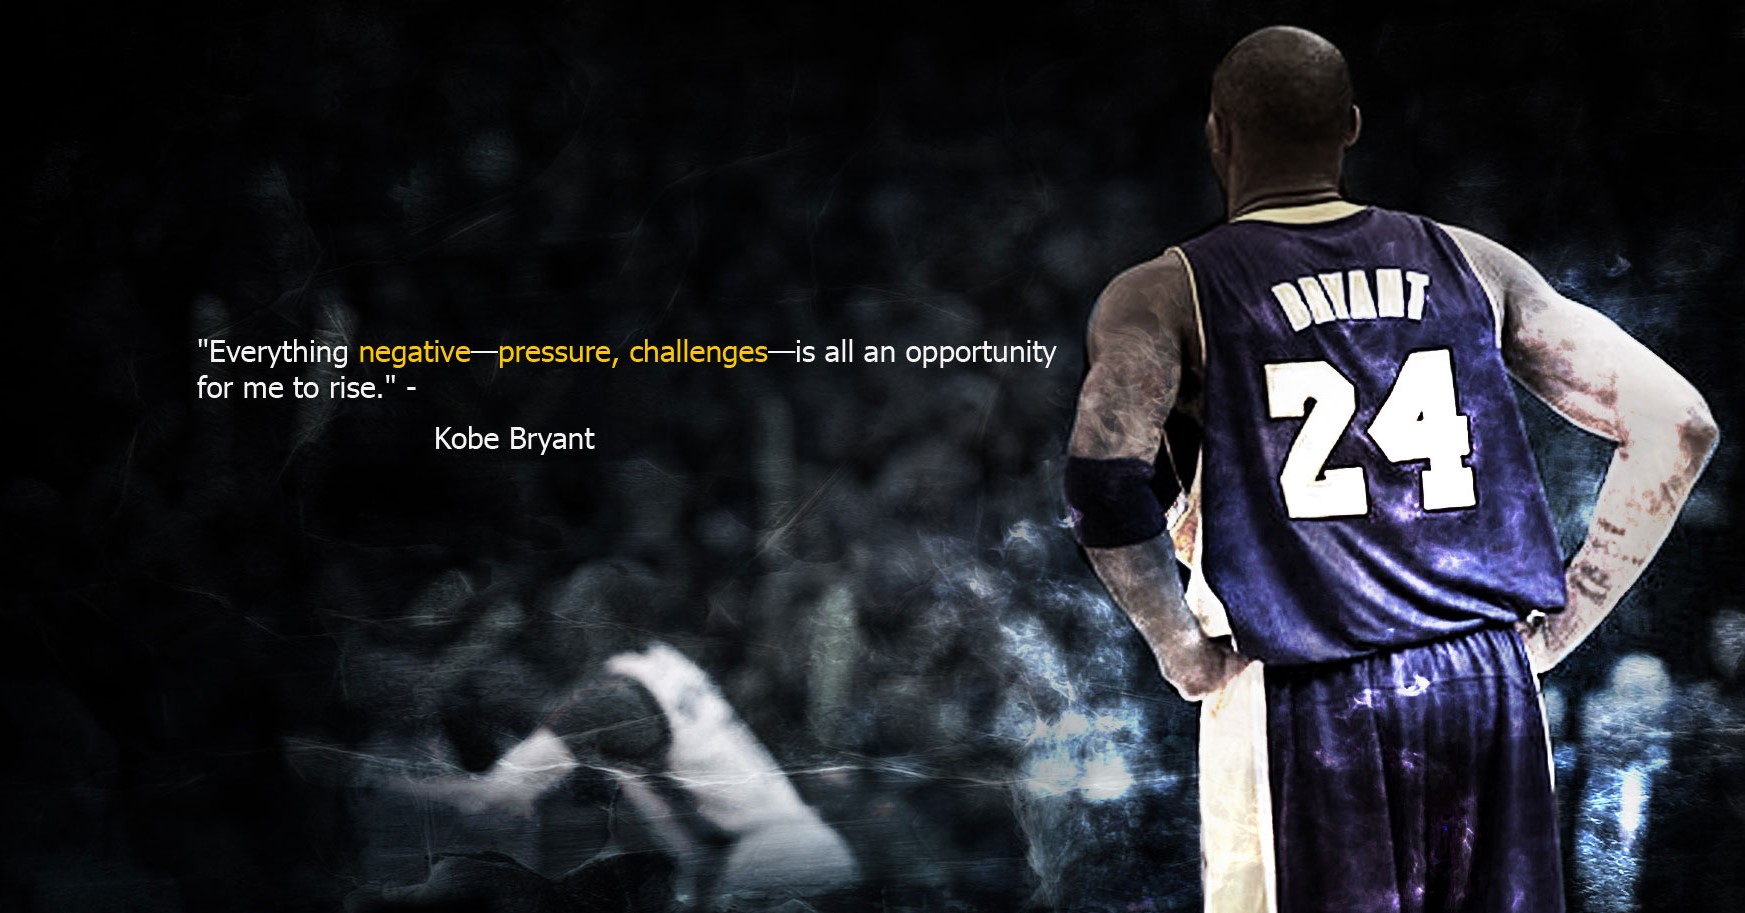 "Everything negative—pressure, challenges—is all an opportunity
for me to rise." -
Kobe Bryant
BRYANT
24